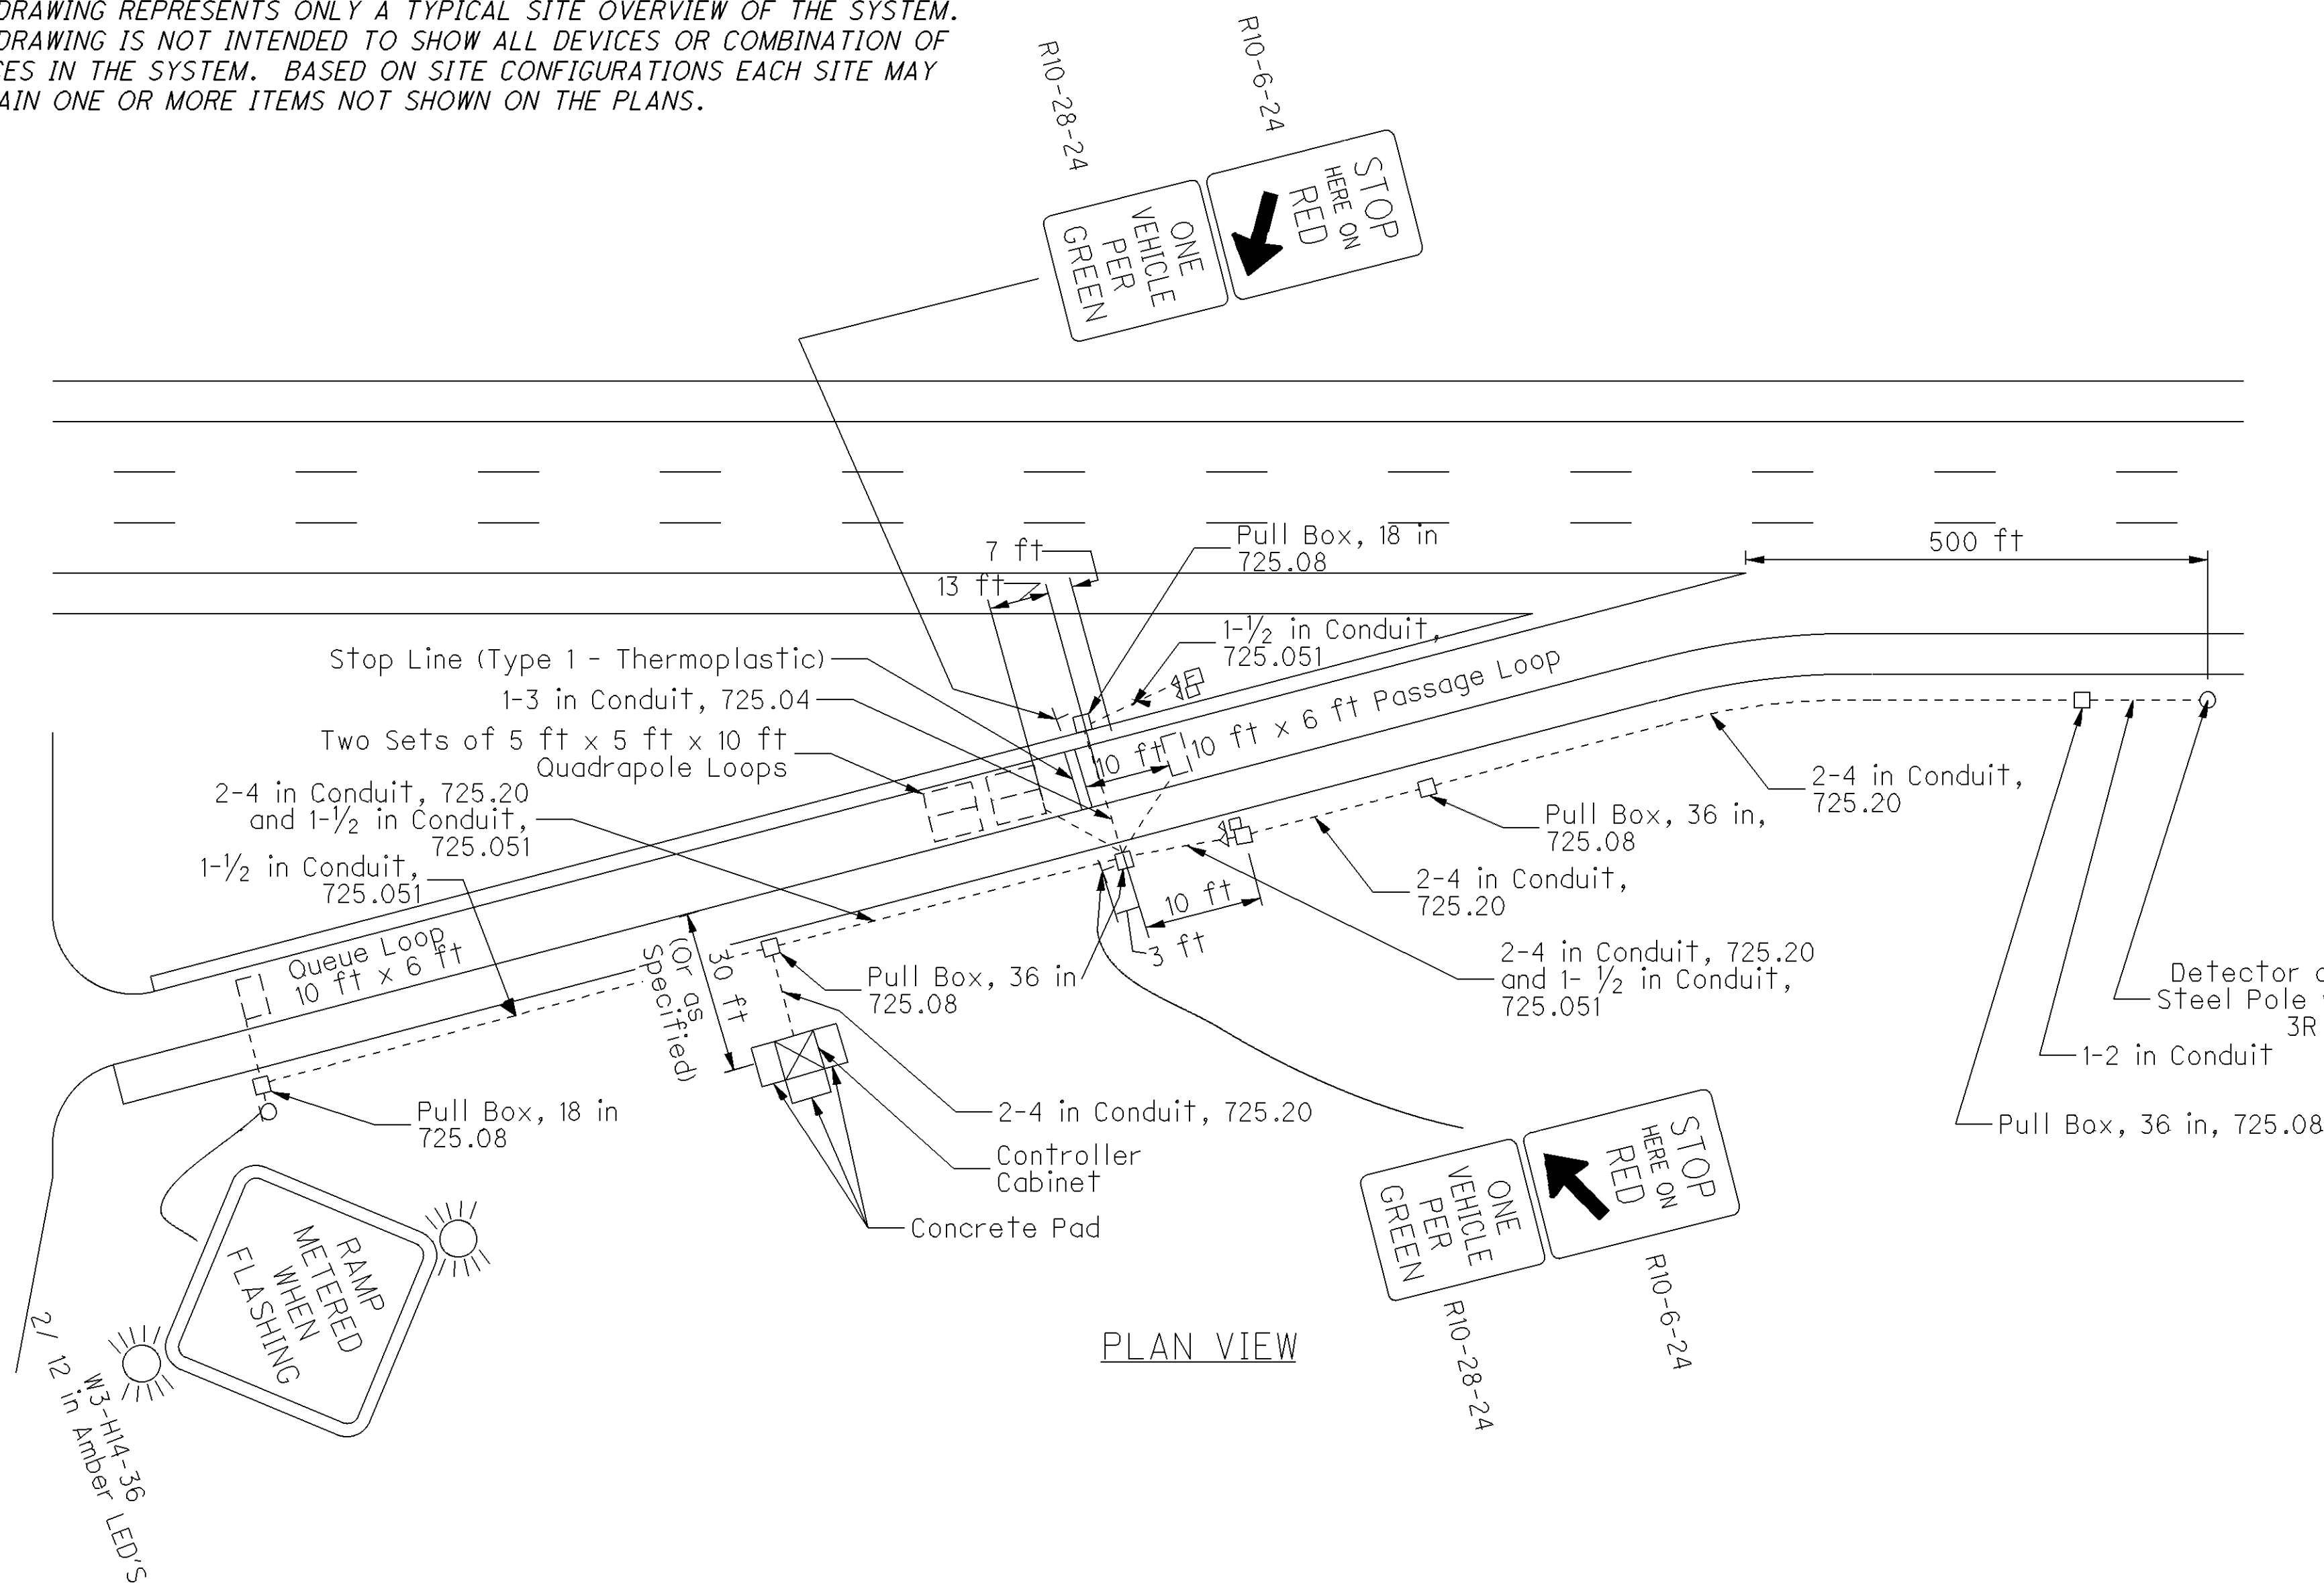 DRAWING REPRESENTS ONLY A TYPICAL SITE OVERVIEW OF THE SYSTEM.
DRAWING IS NOT INTENDED TO SHOW ALL DEVICES OR COMBINATION OF
ES IN THE SYSTEM. BASED ON SITE CONFIGURATIONS EACH SITE MAY
AIN ONE OR MORE ITEMS NOT SHOWN ON THE PLANS.
R10-28-24
R10-6-24
STOP
HERE ON
RED
ONE
VEHICLE
PER
GREEN
7 ft
13 ft
Pull Box, 18 in
725.08
500 ft
1-½ in Conduit,
725.051
Stop Line (Type 1 - Thermoplastic)
1-3 in Conduit, 725.04
Two Sets of 5 ft x 5 ft x 10 ft
Quadrapole Loops
10 ft
10 ft x 6 ft Passage Loop
2-4 in Conduit, 725.20
and 1-½ in Conduit,
725.051
1-½ in Conduit,
725.051
2-4 in Conduit,
725.20
Pull Box, 36 in,
725.08
2-4 in Conduit,
725.20
10 ft
3 ft
2-4 in Conduit, 725.20
and 1- ½ in Conduit,
725.051
Queue Loop
10 ft x 6 ft
30 ft
(Or as
Specified)
Pull Box, 36 in
725.08
Detector
Steel Pole
3R
1-2 in Conduit
Pull Box, 36 in, 725.08
Pull Box, 18 in
725.08
2-4 in Conduit, 725.20
Controller
Cabinet
Concrete Pad
STOP
HERE ON
RED
ONE
VEHICLE
PER
GREEN
R10-6-24
R10-28-24
RAMP
METERED
WHEN
FLASHING
W3-H14-36
2/ 12 in Amber LED'S
PLAN VIEW